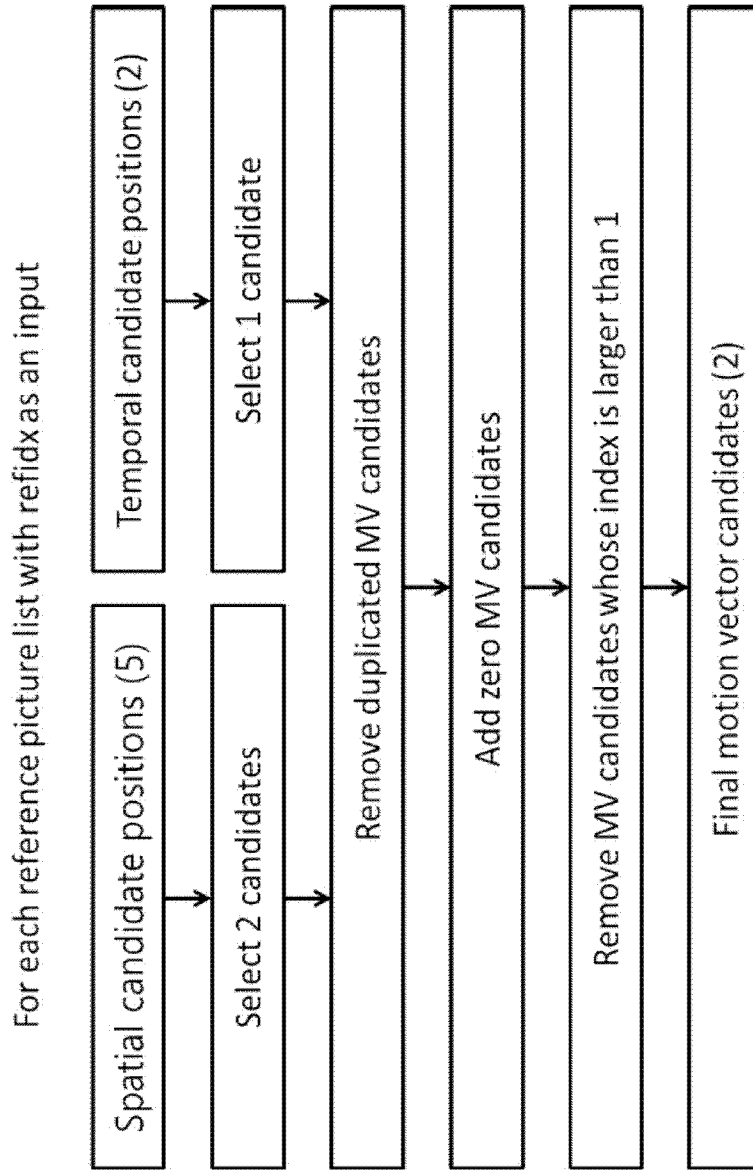 For each reference picture list with refidx as an input
Spatial candidate positions (5)
Temporal candidate positions (2)
Select 2 candidates
Select 1 candidate
Remove duplicated MV candidates
Add zero MV candidates
Remove MV candidates whose index is larger than 1
Final motion vector candidates (2)